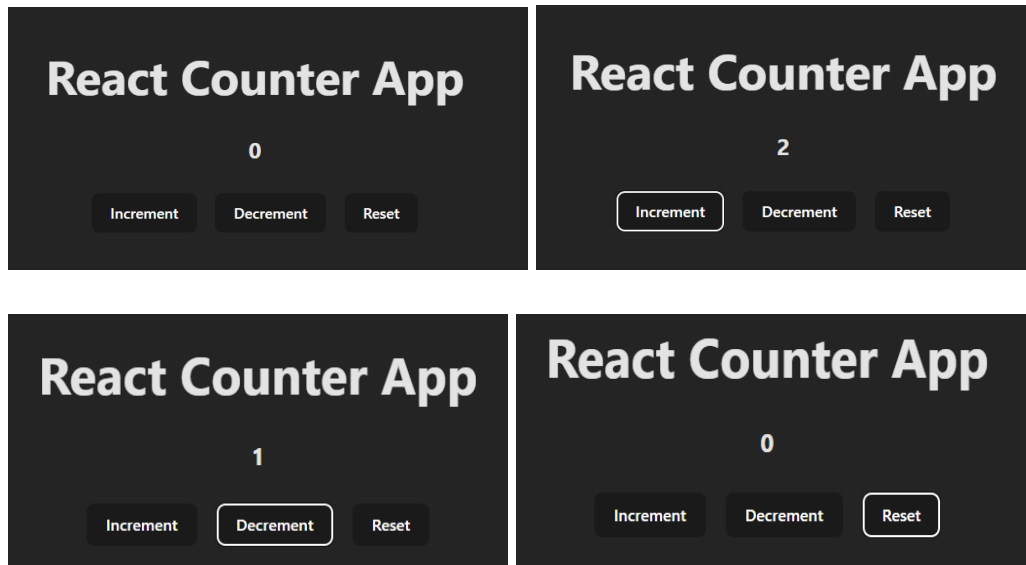 React Counter App
0
Increment Decrement Reset
React Counter App
2
Increment Decrement Reset
React Counter App
1
Increment Decrement Reset
React Counter App
0
Increment Decrement Reset